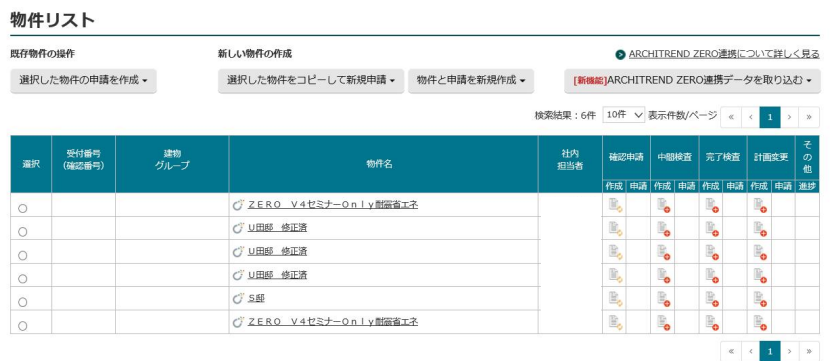 物件リスト
既存物件の操作 新しい物件の作成 ARCHITREND ZERO連携について詳しく見る
選択した物件の申請を作成 選択した物件をコピーして新規申請 物件と申請を新規作成 [新機能]ARCHITREND ZERO連携データを取り込む
検索結果：6件 10件 表示件数/ページ « ‹ 1 › »
選択 受付番号 (確認番号) 建物 グループ 物件名 社内 担当者 確認申請 中間検査 完了検査 計画変更 その他
作成 申請 作成 申請 作成 申請 作成 申請 進捗
ＺＥＲＯ　Ｖ４セミナーＯｎｌｙ耐震省エネ
U田邸　修正済
U田邸　修正済
U田邸　修正済
S邸
ＺＥＲＯ　Ｖ４セミナーＯｎｌｙ耐震省エネ
« ‹ 1 › »